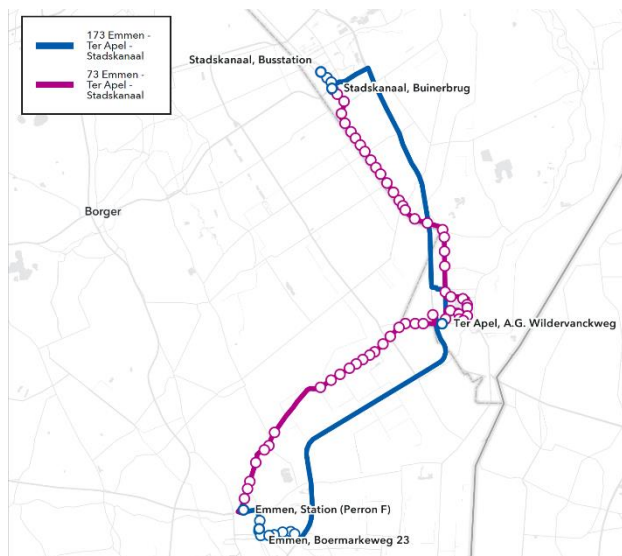 173 Emmen -
Ter Apel -
Stadskanaal
73 Emmen -
Ter Apel -
Stadskanaal
Stadskanaal, Busstation
Stadskanaal, Buinerbrug
Borger
Ter Apel, A.G. Wildervanckweg
Emmen, Station (Perron F)
Emmen, Boermarkeweg 23